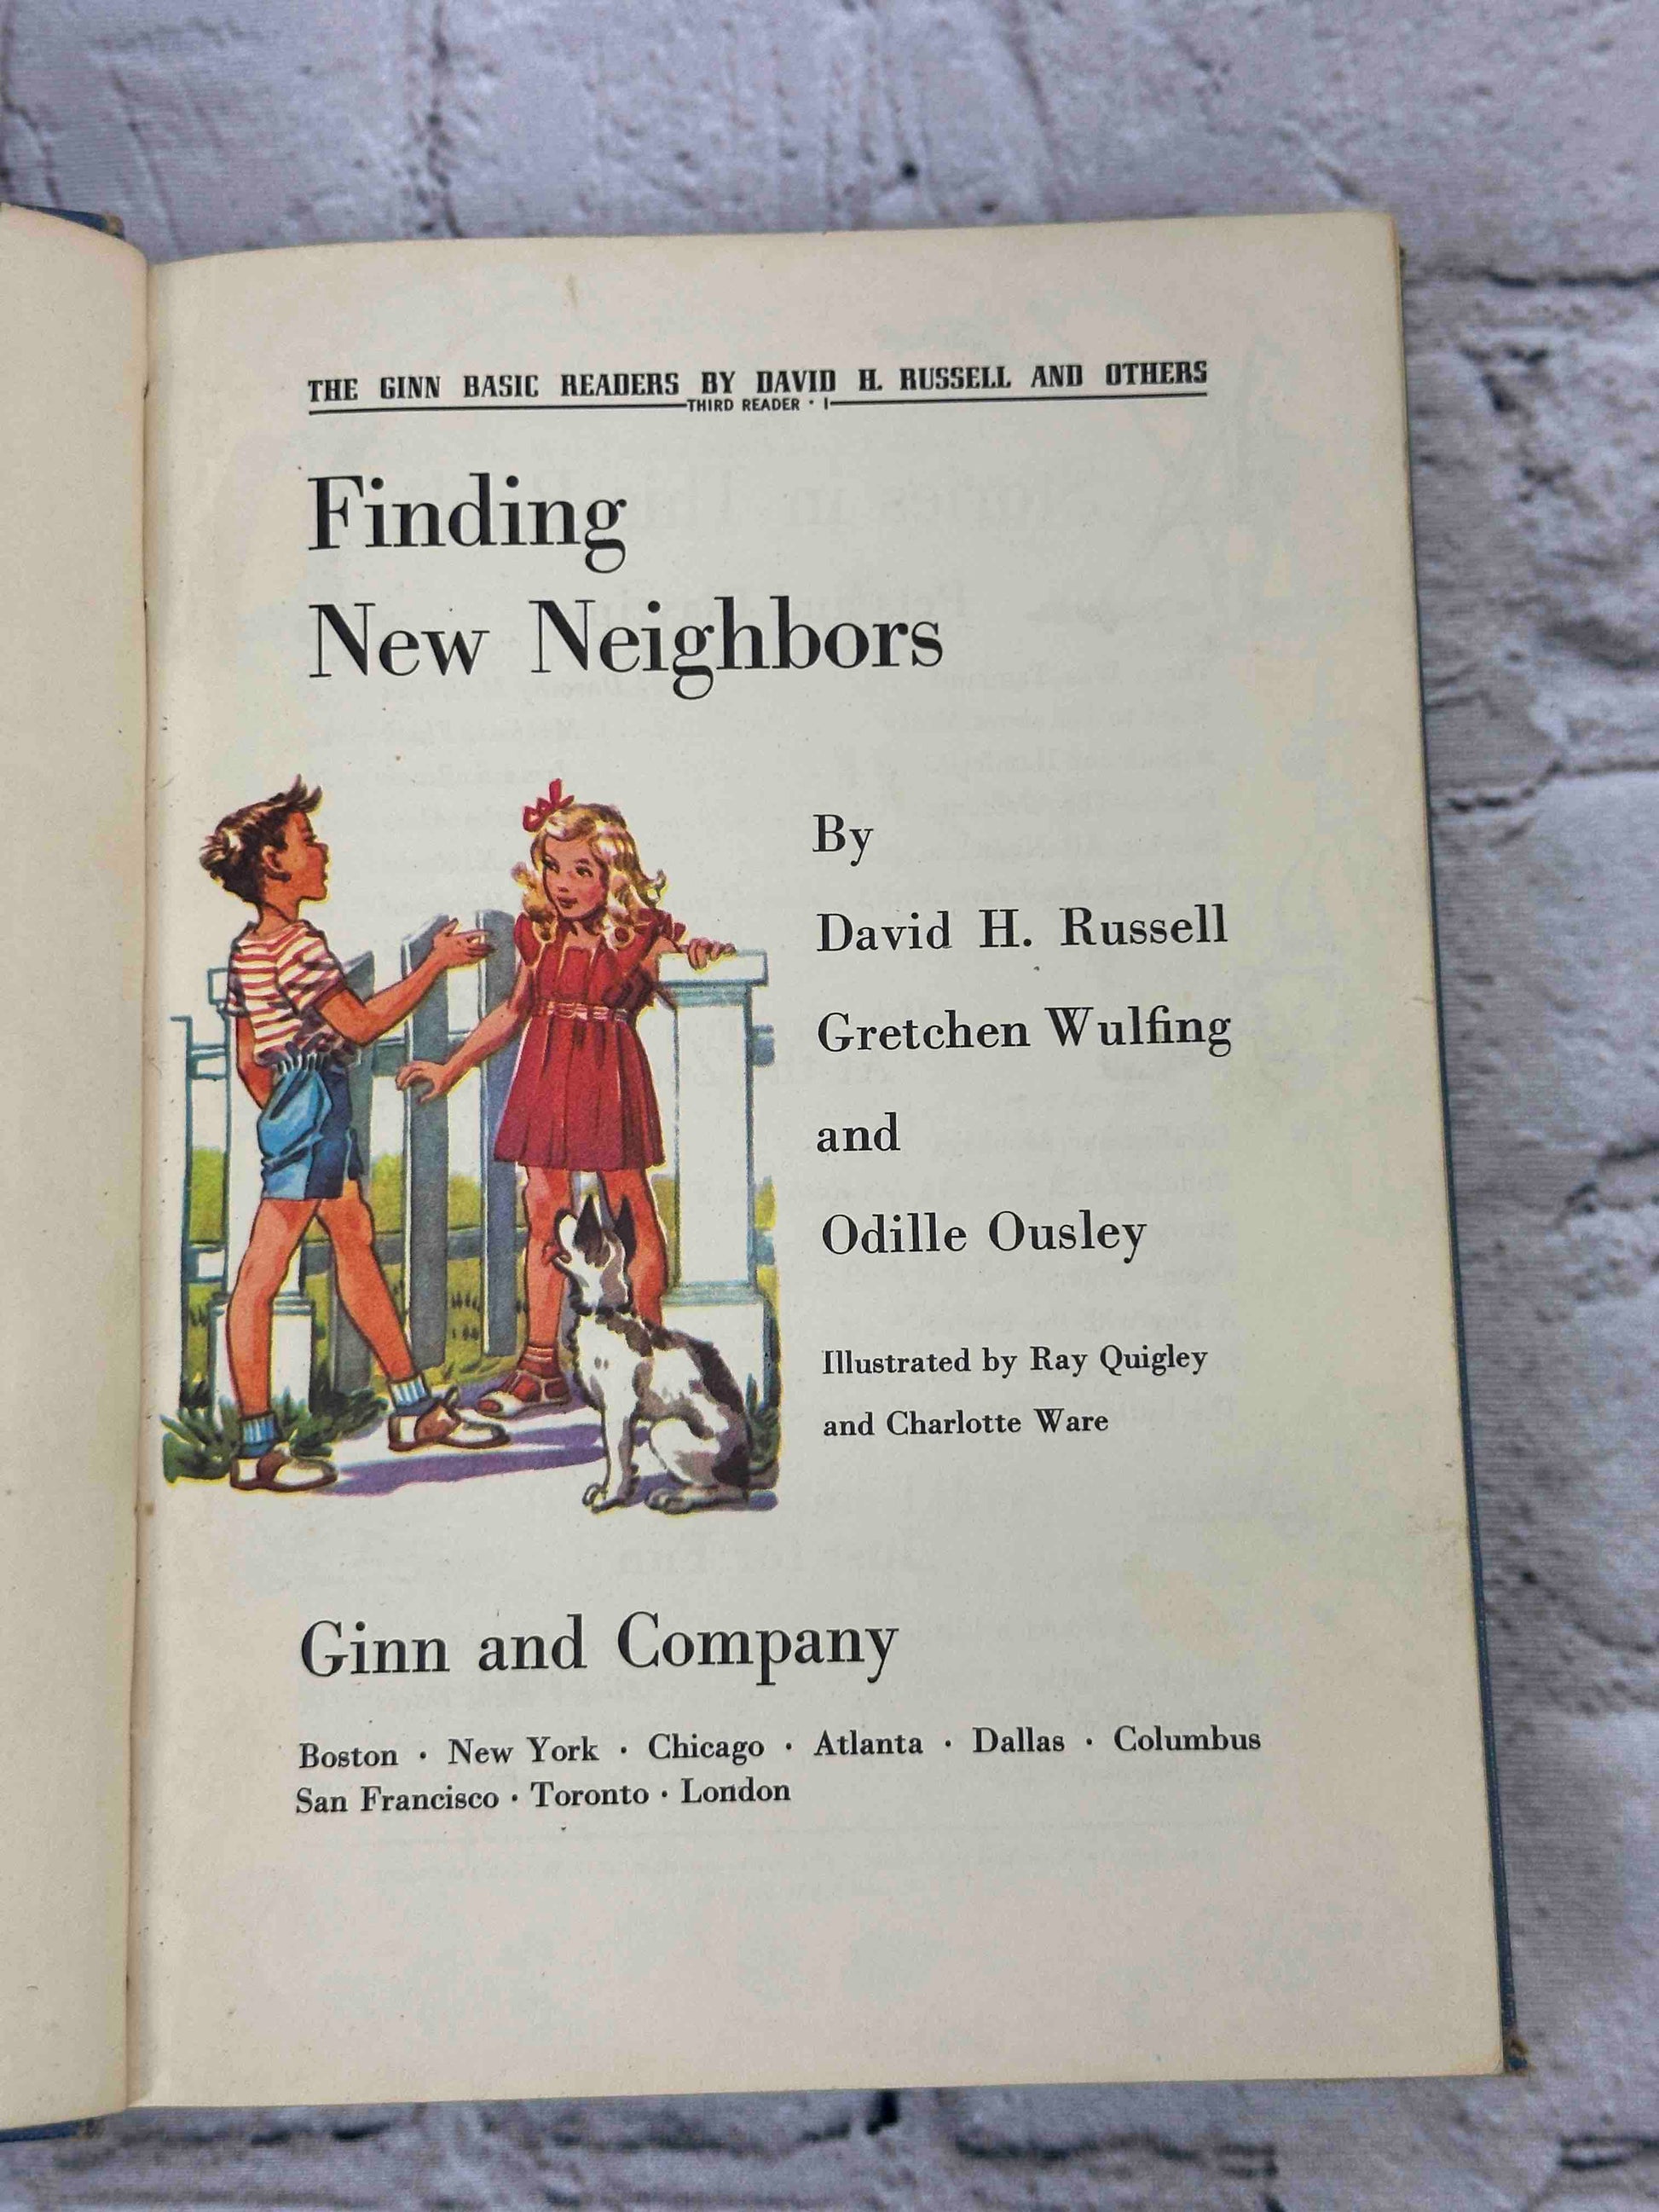 THE GINN BASIC READERS BY DAVID H. RUSSELL AND OTHERS
THIRD READER · I
Finding
New Neighbors
By
David H. Russell
Gretchen Wulfing
and
Odille Ousley
Illustrated by Ray Quigley
and Charlotte Ware
Ginn and Company
Boston · New York · Chicago · Atlanta · Dallas · Columbus
San Francisco · Toronto · London